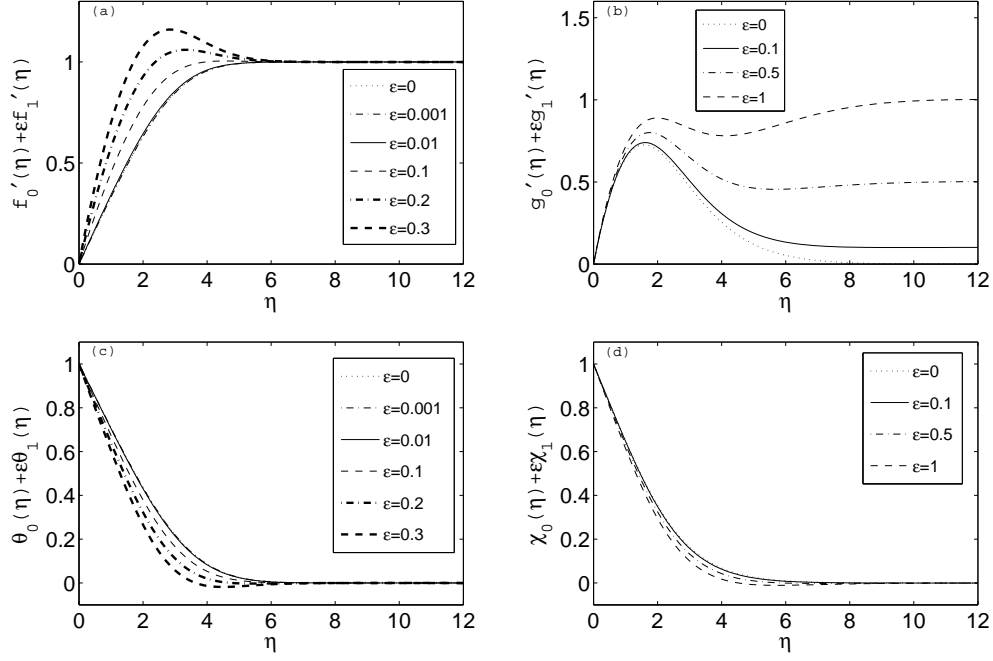 (a)
f₀′(η)+εf₁′(η)
1
0.5
0
0 2 4 6 8 10 12
η
ε=0
ε=0.001
ε=0.01
ε=0.1
ε=0.2
ε=0.3
(b)
g₀′(η)+εg₁′(η)
1.5
1
0.5
0
0 2 4 6 8 10 12
η
ε=0
ε=0.1
ε=0.5
ε=1
(c)
θ₀(η)+εθ₁(η)
1
0.8
0.6
0.4
0.2
0
0 2 4 6 8 10 12
η
ε=0
ε=0.001
ε=0.01
ε=0.1
ε=0.2
ε=0.3
(d)
χ₀(η)+εχ₁(η)
1
0.8
0.6
0.4
0.2
0
0 2 4 6 8 10 12
η
ε=0
ε=0.1
ε=0.5
ε=1